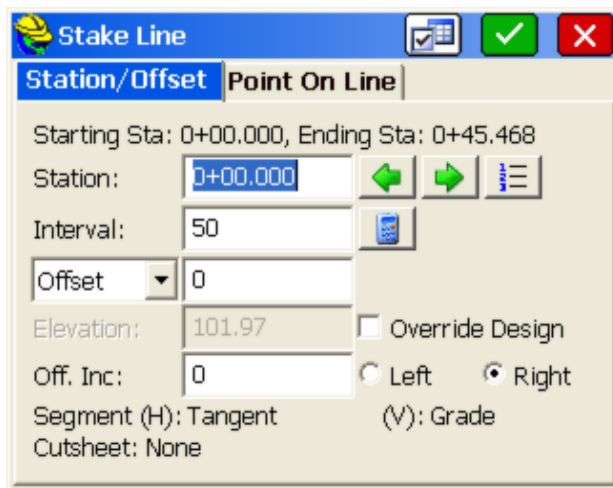 Stake Line
Station/Offset Point On Line
Starting Sta: 0+00.000, Ending Sta: 0+45.468
Station: 0+00.000
Interval: 50
Offset 0
Elevation: 101.97 Override Design
Off. Inc: 0 Left Right
Segment (H): Tangent (V): Grade
Cutsheet: None